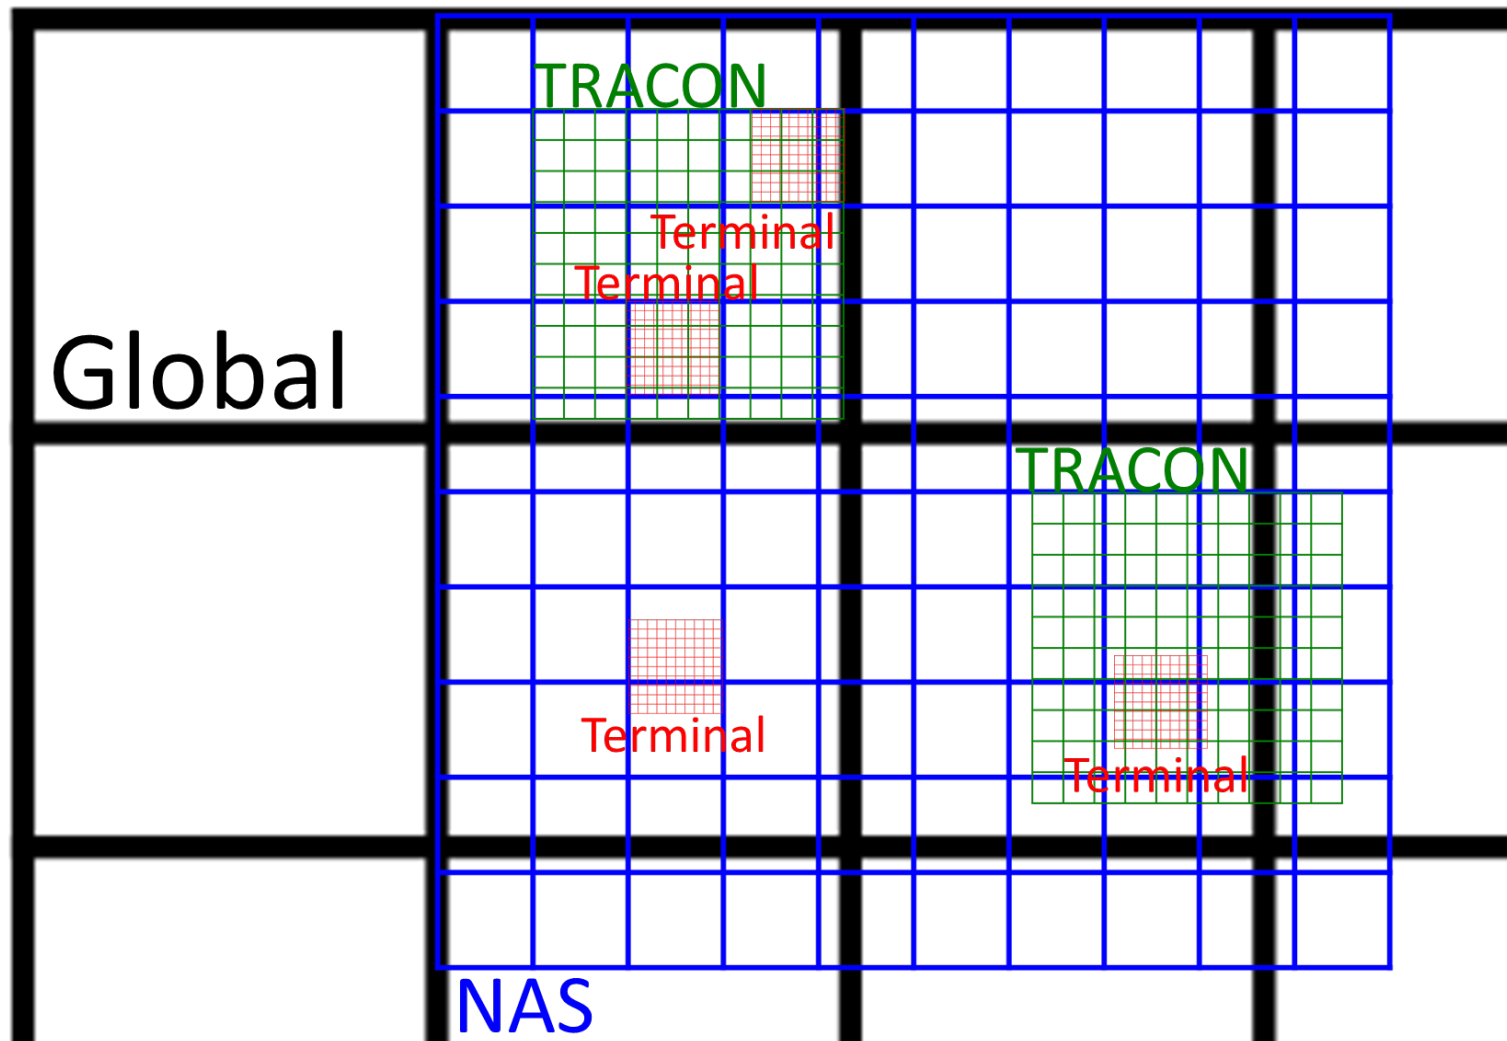 TRACON
Terminal
Terminal
Global
TRACON
Terminal
Terminal
NAS